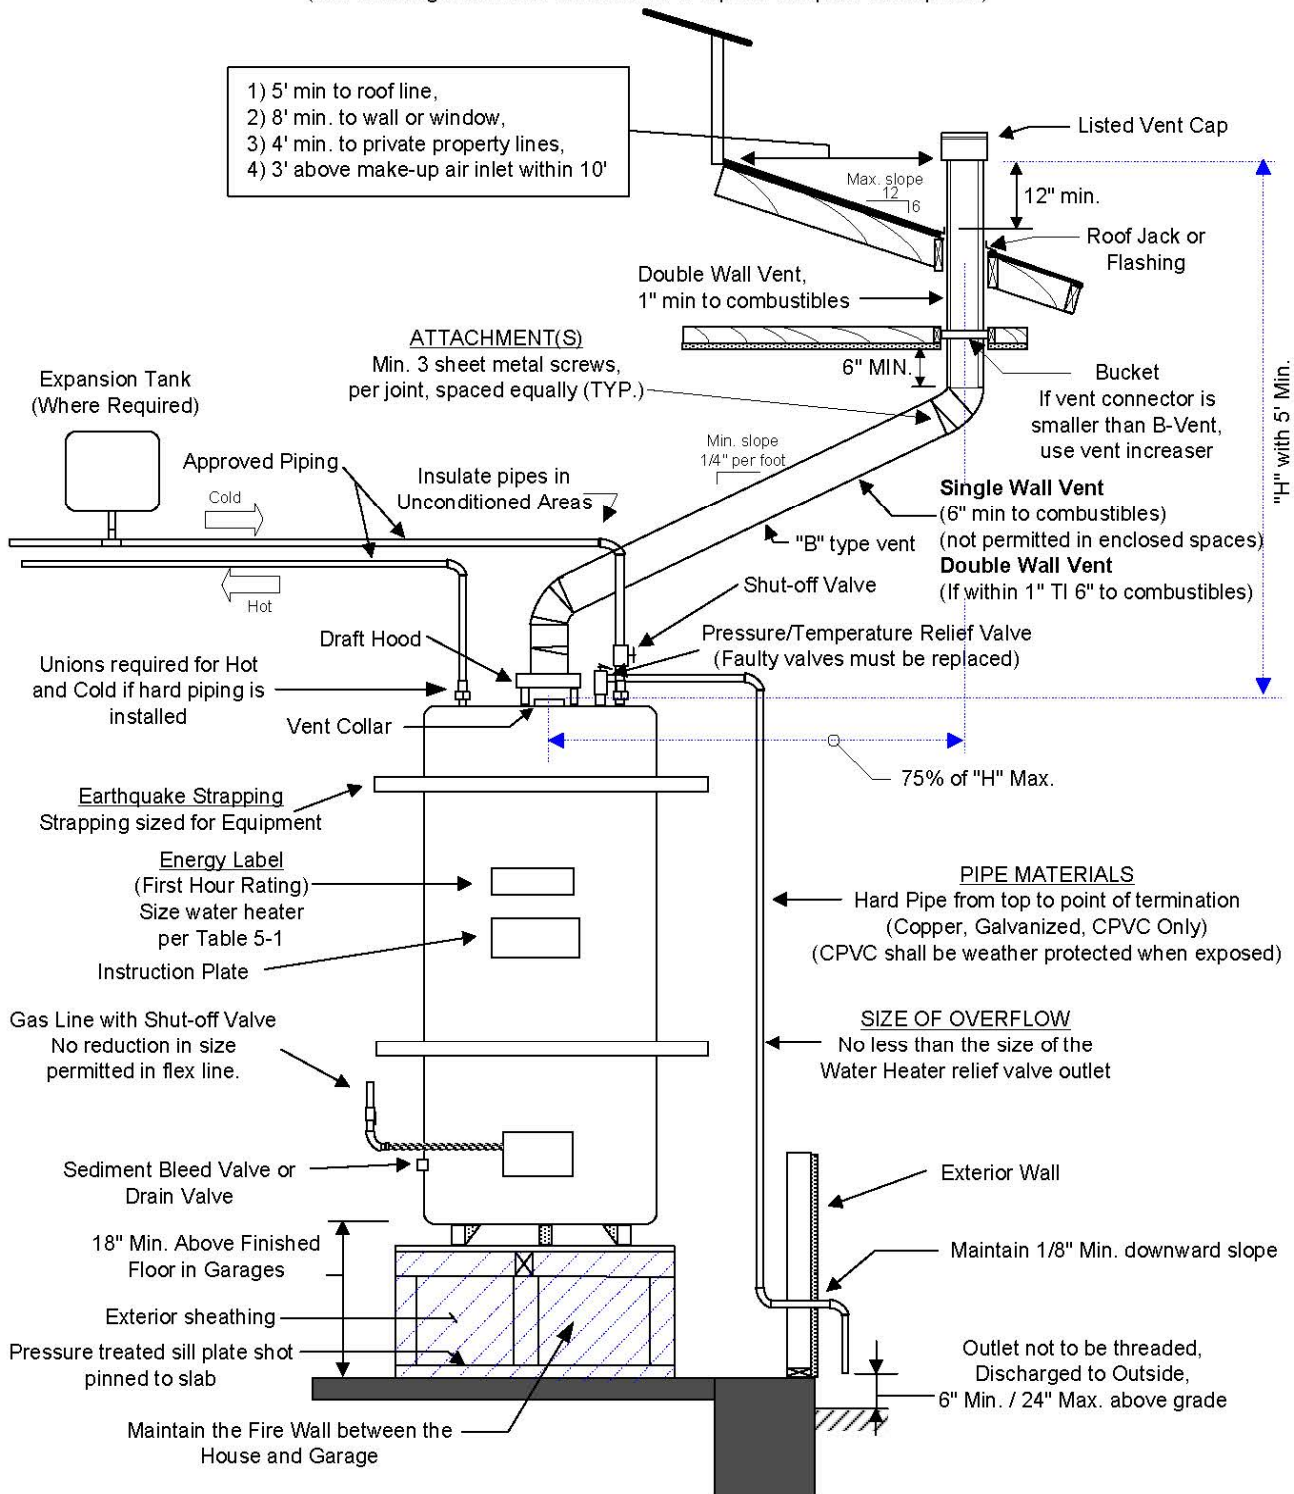 1) 5' min to roof line,
2) 8' min. to wall or window,
3) 4' min. to private property lines,
4) 3' above make-up air inlet within 10'
Listed Vent Cap
Max. slope
12
6
12" min.
Roof Jack or
Flashing
Double Wall Vent,
1" min to combustibles
ATTACHMENT(S)
Min. 3 sheet metal screws,
per joint, spaced equally (TYP.)
6" MIN.
Bucket
If vent connector is
smaller than B-Vent,
use vent increaser
"H" with 5' Min.
Expansion Tank
(Where Required)
Approved Piping
Cold
Hot
Insulate pipes in
Unconditioned Areas
Min. slope
1/4" per foot
Single Wall Vent
(6" min to combustibles)
(not permitted in enclosed spaces)
Double Wall Vent
(If within 1" TI 6" to combustibles)
"B" type vent
Shut-off Valve
Draft Hood
Pressure/Temperature Relief Valve
(Faulty valves must be replaced)
Unions required for Hot
and Cold if hard piping is
installed
Vent Collar
75% of "H" Max.
Earthquake Strapping
Strapping sized for Equipment
Energy Label
(First Hour Rating)
Size water heater
per Table 5-1
Instruction Plate
PIPE MATERIALS
Hard Pipe from top to point of termination
(Copper, Galvanized, CPVC Only)
(CPVC shall be weather protected when exposed)
Gas Line with Shut-off Valve
No reduction in size
permitted in flex line.
SIZE OF OVERFLOW
No less than the size of the
Water Heater relief valve outlet
Sediment Bleed Valve or
Drain Valve
Exterior Wall
18" Min. Above Finished
Floor in Garages
Maintain 1/8" Min. downward slope
Exterior sheathing
Pressure treated sill plate shot
pinned to slab
Outlet not to be threaded,
Discharged to Outside,
6" Min. / 24" Max. above grade
Maintain the Fire Wall between the
House and Garage